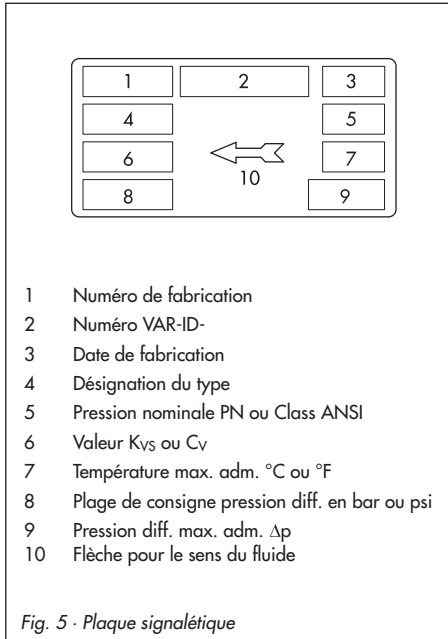 1 2 3
4 5
6 7
10
8 9
1 Numéro de fabrication
2 Numéro VAR-ID-
3 Date de fabrication
4 Désignation du type
5 Pression nominale PN ou Class ANSI
6 Valeur KVS ou CV
7 Température max. adm. °C ou °F
8 Plage de consigne pression diff. en bar ou psi
9 Pression diff. max. adm. Δp
10 Flèche pour le sens du fluide
Fig. 5 · Plaque signalétique